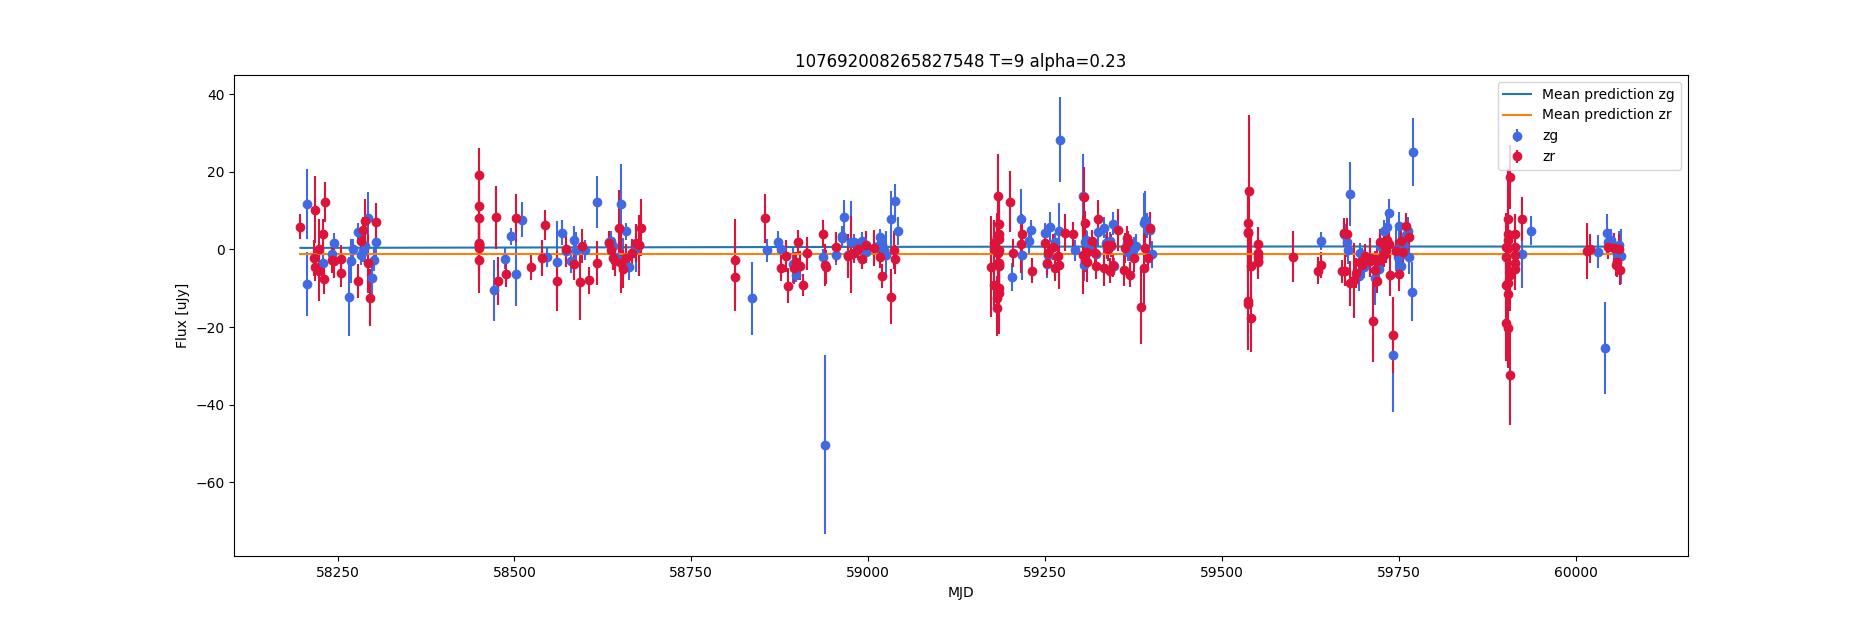 107692008265827548 T=9 alpha=0.23
Flux [uJy]
40
20
0
−20
−40
−60
Mean prediction zg
Mean prediction zr
zg
zr
58250 58500 58750 59000 59250 59500 59750 60000
MJD